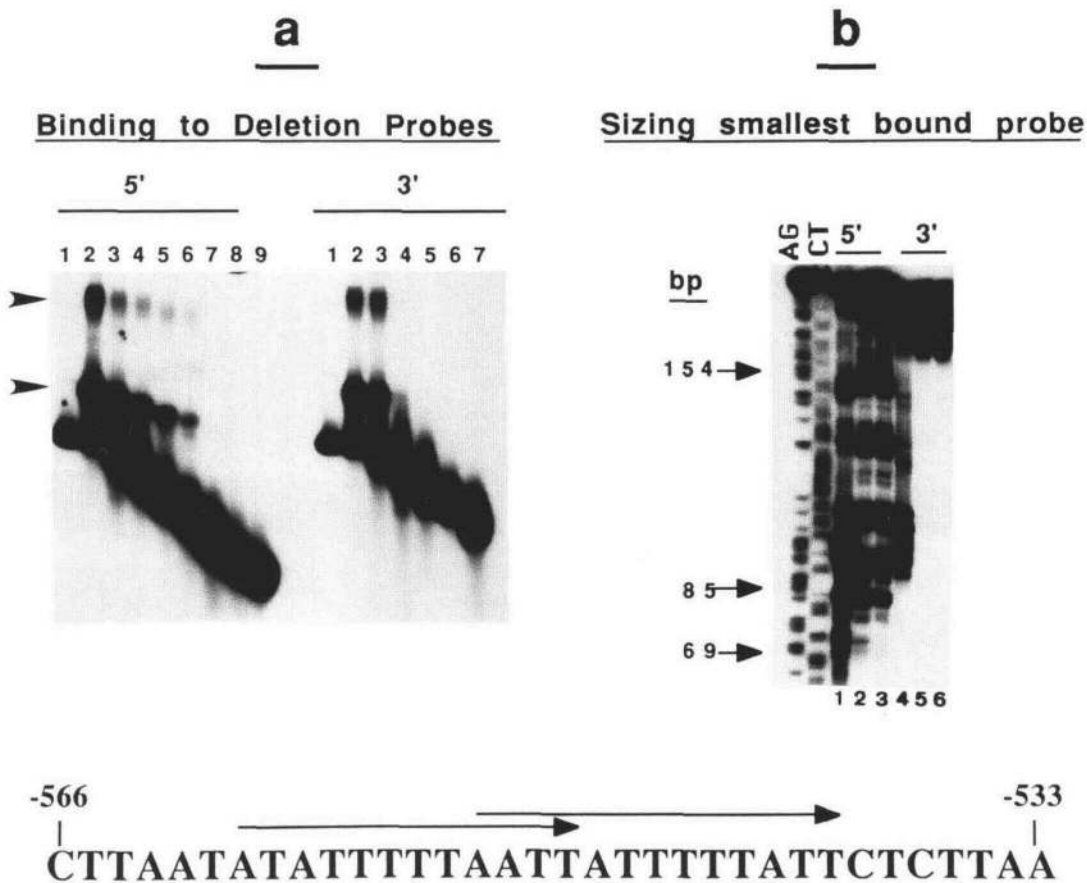 a
b
Binding to Deletion Probes
Sizing smallest bound probe
5' 3'
1 2 3 4 5 6 7 8 9 1 2 3 4 5 6 7
AG CT 5' 3'
bp
154
85
69
1 2 3 4 5 6
-566 -533
CTTAATATATTTTTAATTATTTTTATTCTCTTAA